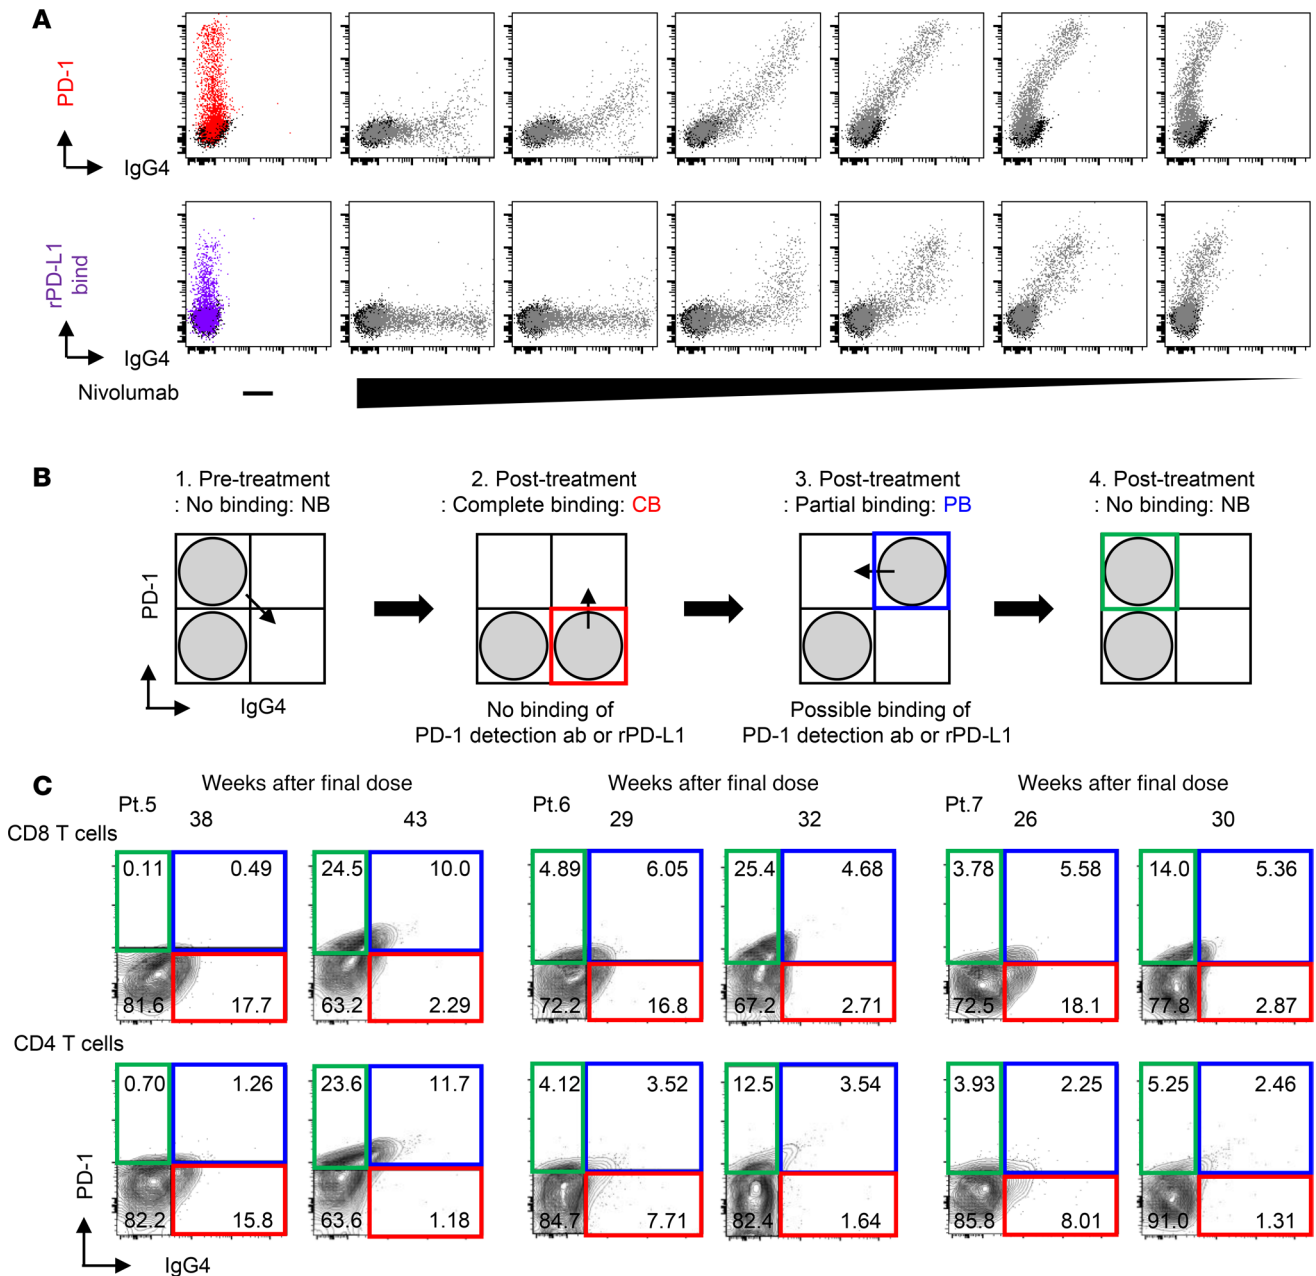 A
PD-1
IgG4
rPD-L1
bind
IgG4
Nivolumab
B
1. Pre-treatment
: No binding: NB
2. Post-treatment
: Complete binding: CB
3. Post-treatment
: Partial binding: PB
4. Post-treatment
: No binding: NB
PD-1
IgG4
No binding of
PD-1 detection ab or rPD-L1
Possible binding of
PD-1 detection ab or rPD-L1
C
Weeks after final dose
Weeks after final dose
Weeks after final dose
Pt.5
38
43
Pt.6
29
32
Pt.7
26
30
CD8 T cells
0.11 0.49
24.5 10.0
4.89 6.05
25.4 4.68
3.78 5.58
14.0 5.36
81.6 17.7
63.2 2.29
72.2 16.8
67.2 2.71
72.5 18.1
77.8 2.87
CD4 T cells
0.70 1.26
23.6 11.7
4.12 3.52
12.5 3.54
3.93 2.25
5.25 2.46
82.2 15.8
63.6 1.18
84.7 7.71
82.4 1.64
85.8 8.01
91.0 1.31
PD-1
IgG4